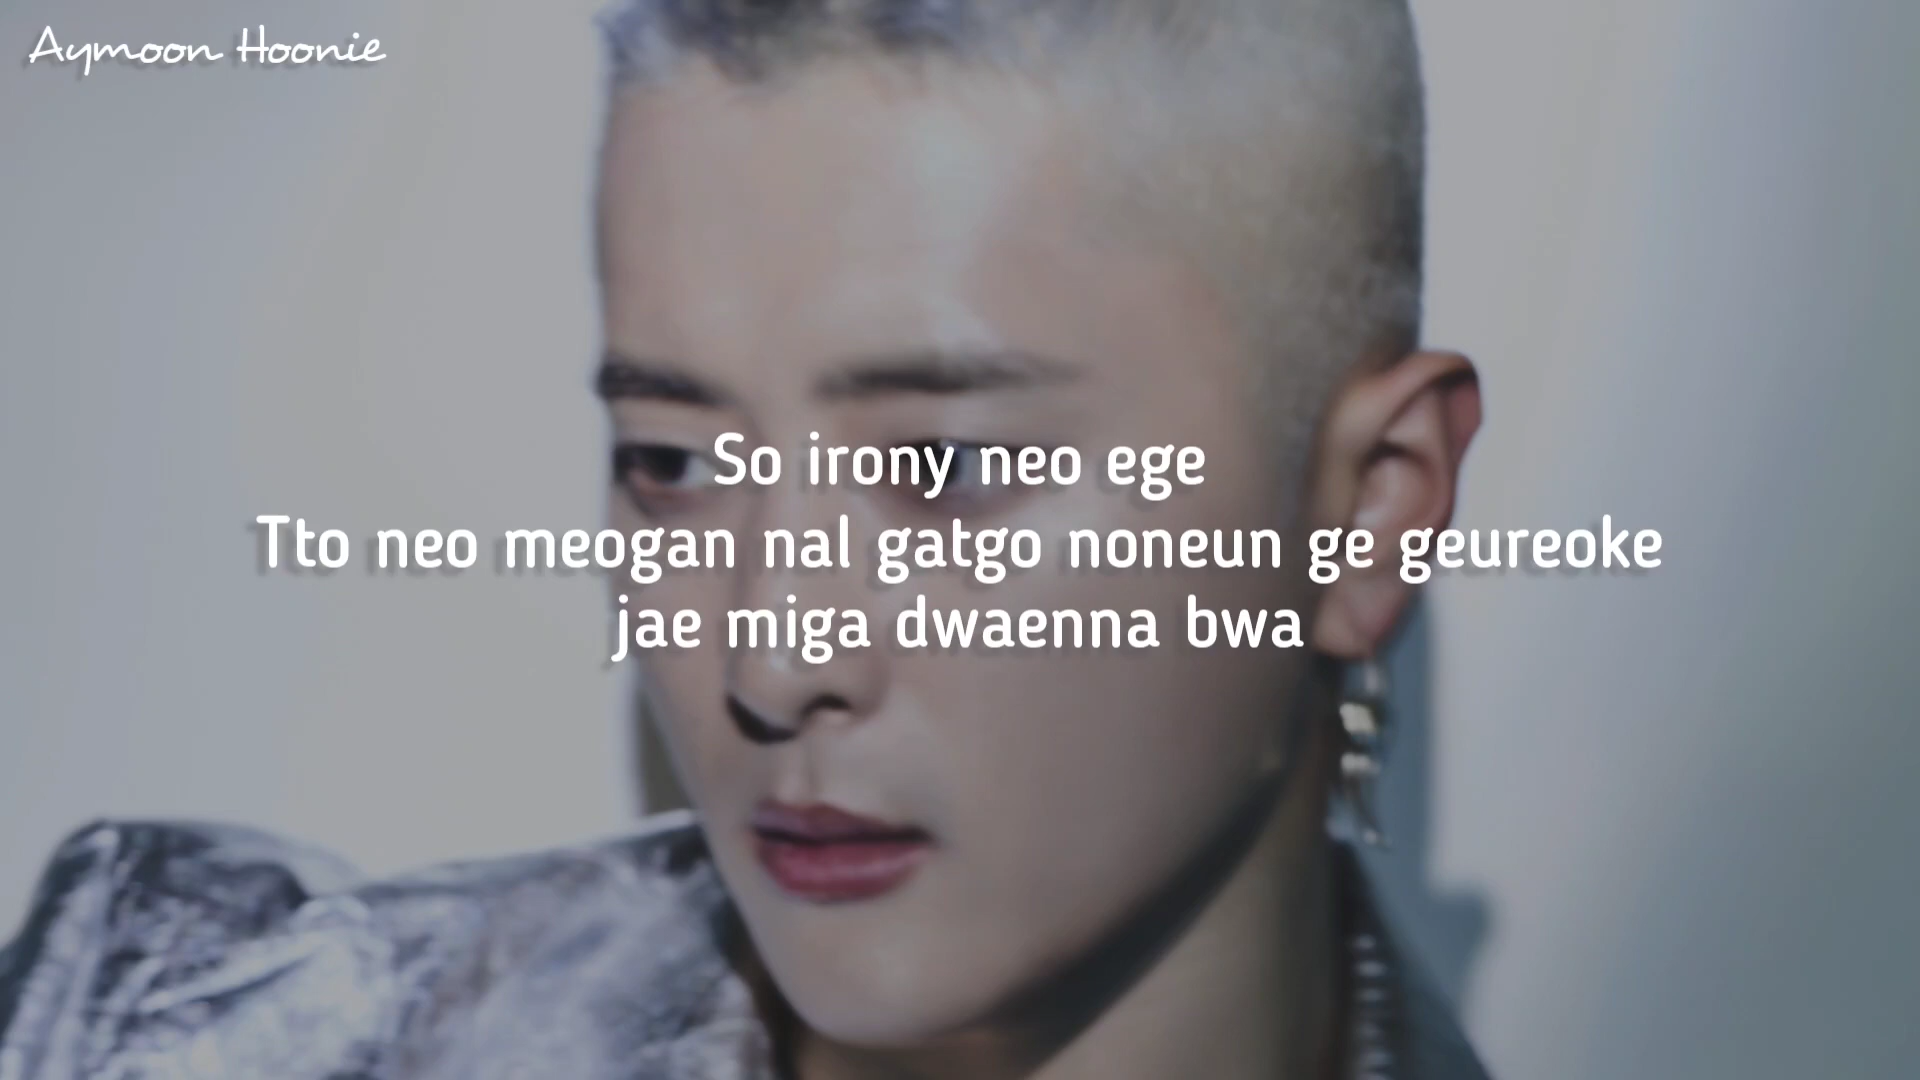 Aymoon Hoonie
So irony neo ege
Tto neo meogan nal gatgo noneun ge geureoke
jae miga dwaenna bwa